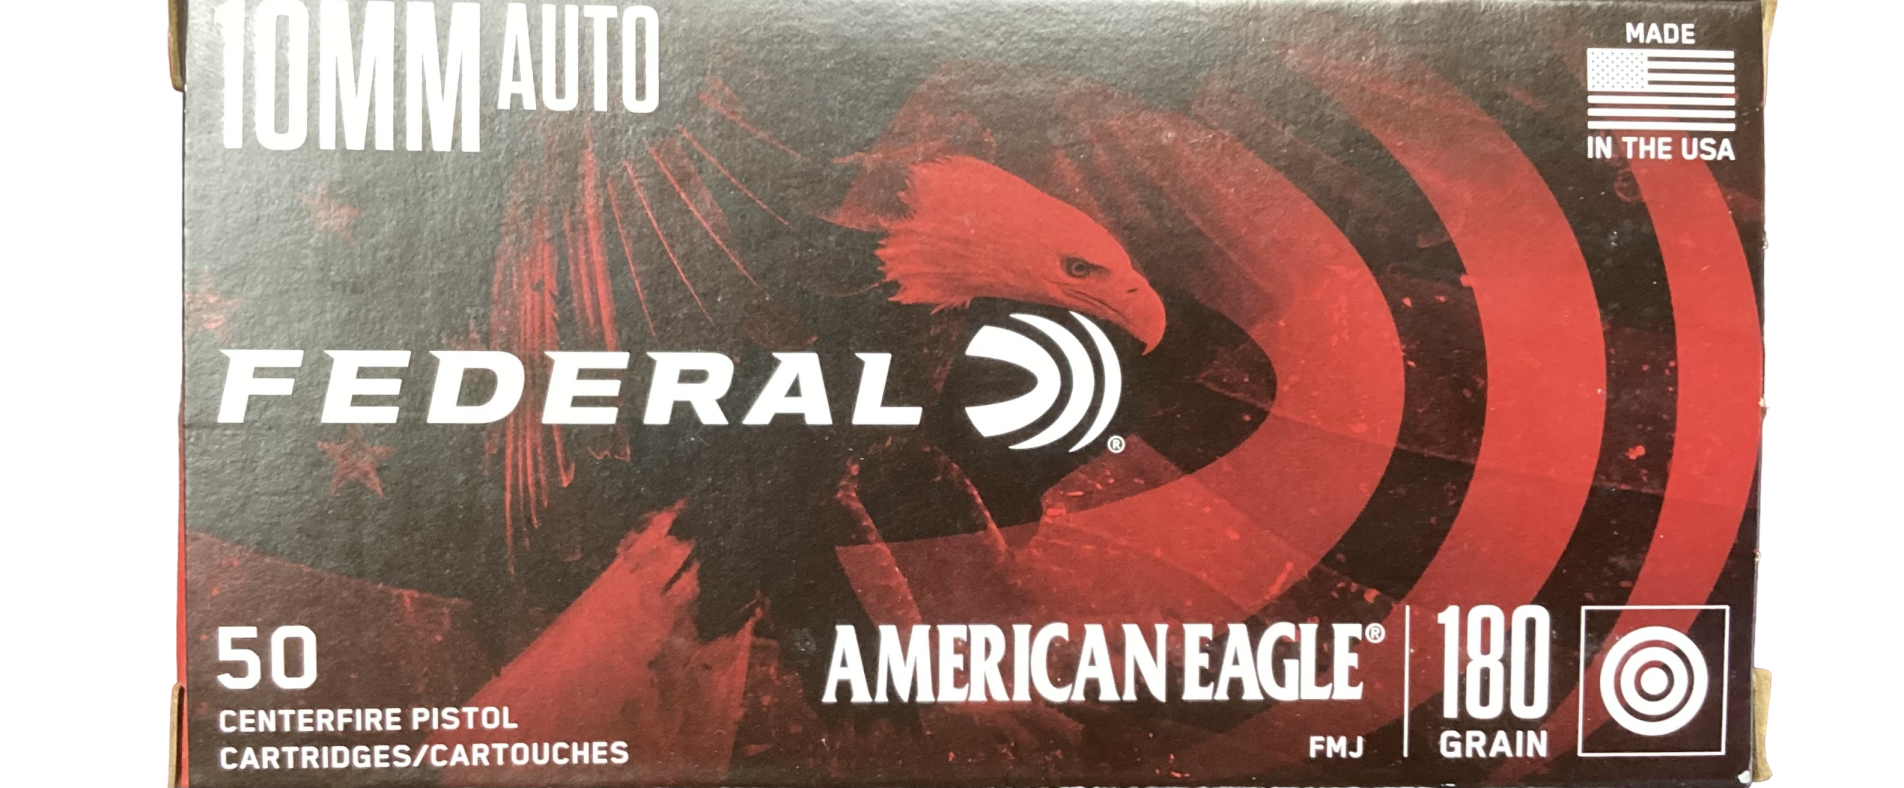 10MM AUTO
MADE
IN THE USA
FEDERAL®
50
CENTERFIRE PISTOL
CARTRIDGES/CARTOUCHES
AMERICAN EAGLE®
FMJ
180
GRAIN